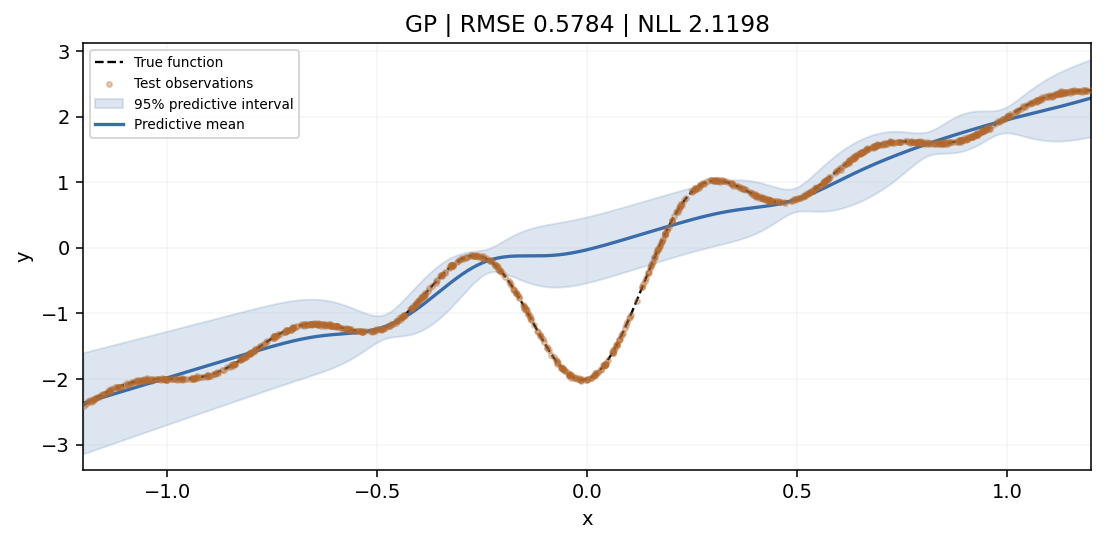 GP | RMSE 0.5784 | NLL 2.1198
True function
Test observations
95% predictive interval
Predictive mean
3
2
1
0
−1
−2
−3
y
−1.0 −0.5 0.0 0.5 1.0
x